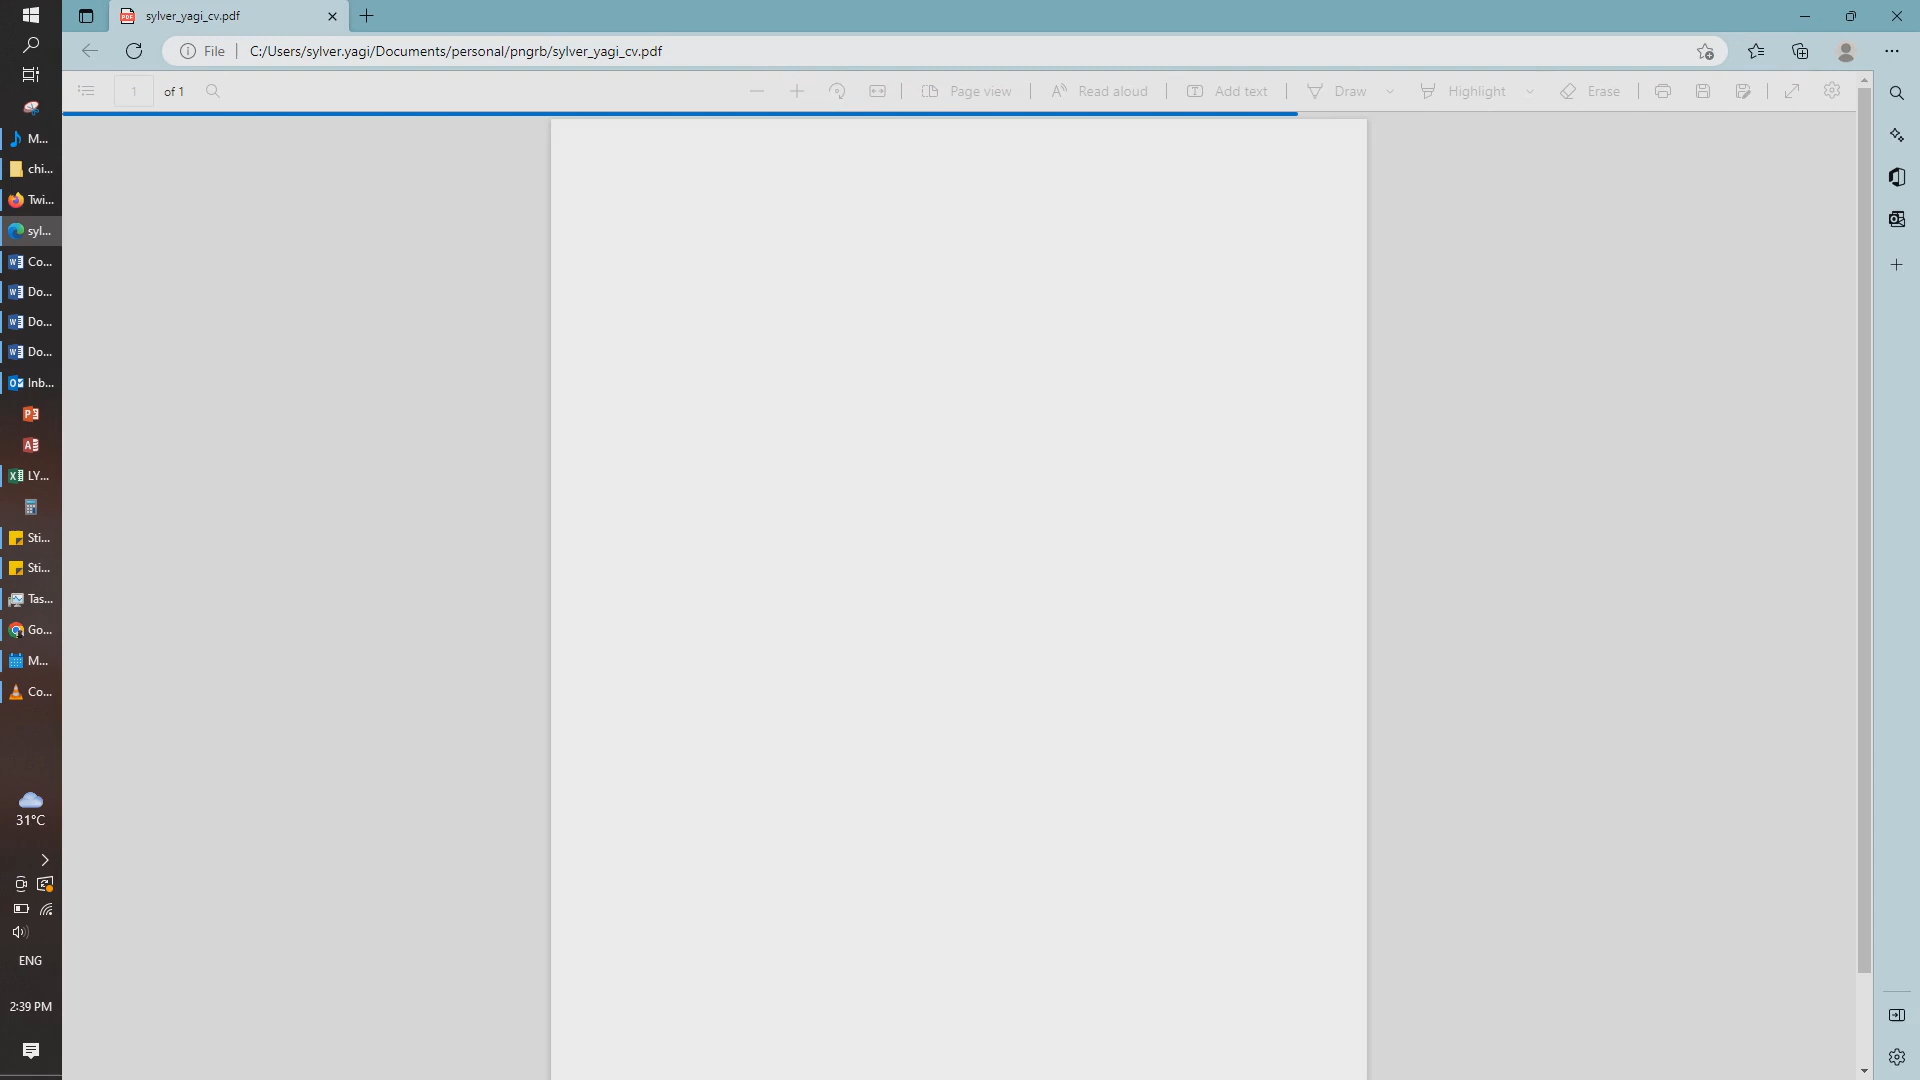 sylver_yagi_cv.pdf
File
C:/Users/sylver.yagi/Documents/personal/pngrb/sylver_yagi_cv.pdf
1 of 1
Page view
Read aloud
Add text
Draw
Highlight
Erase
M...
chi...
Twi...
syl...
Co...
Do...
Do...
Do...
Inb...
LY...
Sti...
Sti...
Tas...
Go...
M...
Co...
31°C
ENG
2:39 PM